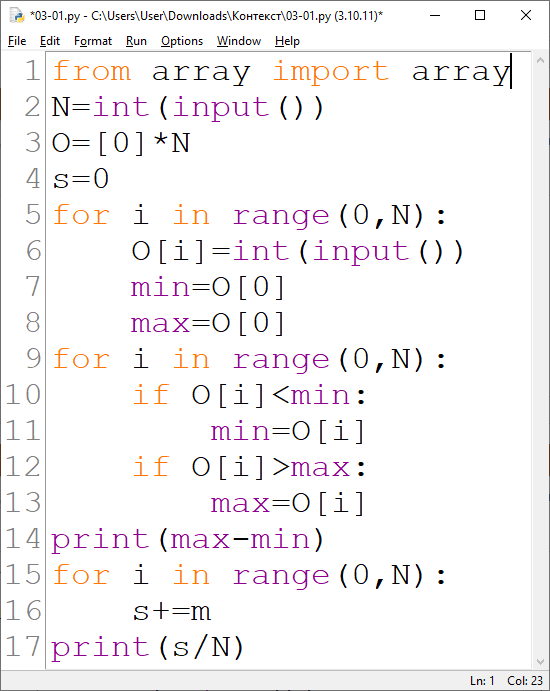 *03-01.py - C:\Users\User\Downloads\Контекст\03-01.py (3.10.11)*
File Edit Format Run Options Window Help
1 from array import array
2 N=int(input())
3 O=[0]*N
4 s=0
5 for i in range(0,N):
6     O[i]=int(input())
7     min=O[0]
8     max=O[0]
9 for i in range(0,N):
10     if O[i]<min:
11         min=O[i]
12     if O[i]>max:
13         max=O[i]
14 print(max-min)
15 for i in range(0,N):
16     s+=m
17 print(s/N)
Ln: 1 Col: 23